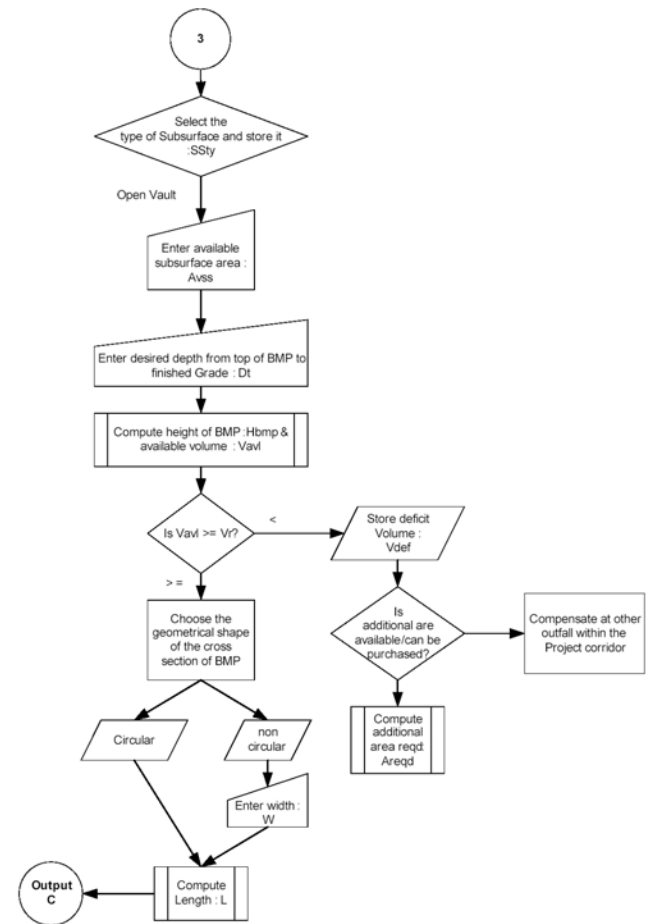 3
Select the
type of Subsurface and store it
:SSty
Open Vault
Enter available
subsurface area :
Avss
Enter desired depth from top of BMP to
finished Grade : Dt
Compute height of BMP :Hbmp &
available volume : Vavl
Is Vavl >= Vr?
<
Store deficit
Volume :
Vdef
> =
Is
additional are
available/can be
purchased?
Compensate at other
outfall within the
Project corridor
Choose the
geometrical shape
of the cross
section of BMP
Compute
additional
area reqd:
Areqd
Circular
non
circular
Enter width :
W
Compute
Length : L
Output
C